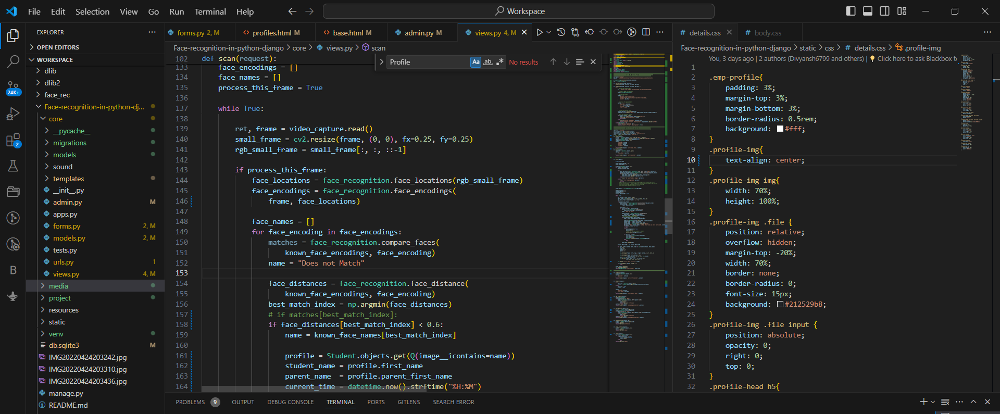 File Edit Selection View Go Run Terminal Help
Workspace
EXPLORER
OPEN EDITORS
WORKSPACE
dlib
dlib2
face_rec
Face-recognition-in-python-dj...
core
__pycache__
migrations
models
sound
templates
__init__.py
admin.py M
apps.py
forms.py 2, M
models.py 2, M
tests.py
urls.py 1
views.py 4, M
media
project
resources
static
venv
db.sqlite3 M
IMG20220424203242.jpg
IMG20220424203310.jpg
IMG20220424203436.jpg
manage.py
README.md
24K+
2
B
forms.py 2, M profiles.html M base.html M admin.py M views.py 4, M
Face-recognition-in-python-django > core > views.py > scan
Profile Aa ab * No results
102 def scan(request):
133 face_encodings = []
134 face_names = []
135 process_this_frame = True
136
137 while True:
138
139 ret, frame = video_capture.read()
140 small_frame = cv2.resize(frame, (0, 0), fx=0.25, fy=0.25)
141 rgb_small_frame = small_frame[:, :, ::-1]
142
143 if process_this_frame:
144 face_locations = face_recognition.face_locations(rgb_small_frame)
145 face_encodings = face_recognition.face_encodings(
146 frame, face_locations)
147
148 face_names = []
149 for face_encoding in face_encodings:
150 matches = face_recognition.compare_faces(
151 known_face_encodings, face_encoding)
152 name = "Does not Match"
153
154 face_distances = face_recognition.face_distance(
155 known_face_encodings, face_encoding)
156 best_match_index = np.argmin(face_distances)
157 # if matches[best_match_index]:
158 if face_distances[best_match_index] < 0.6:
159 name = known_face_names[best_match_index]
160
161 profile = Student.objects.get(Q(image__icontains=name))
162 student_name = profile.first_name
163 parent_name = profile.parent_first_name
164 current_time = datetime.now().strftime("%H:%M")
# details.css # body.css
Face-recognition-in-python-django > static > css > # details.css > .profile-img
You, 3 days ago | 2 authors (Divyansh6799 and others) | Click here to ask Blackbox t
1
2 .emp-profile{
3 padding: 3%;
4 margin-top: 3%;
5 margin-bottom: 3%;
6 border-radius: 0.5rem;
7 background: #fff;
8 }
9 .profile-img{
10 text-align: center;
11 }
12 .profile-img img{
13 width: 70%;
14 height: 100%;
15 }
16 .profile-img .file {
17 position: relative;
18 overflow: hidden;
19 margin-top: -20%;
20 width: 70%;
21 border: none;
22 border-radius: 0;
23 font-size: 15px;
24 background: #212529b8;
25 }
26 .profile-img .file input {
27 position: absolute;
28 opacity: 0;
29 right: 0;
30 top: 0;
31 }
32 .profile-head h5{
PROBLEMS 9 OUTPUT DEBUG CONSOLE TERMINAL PORTS GITLENS SEARCH ERROR